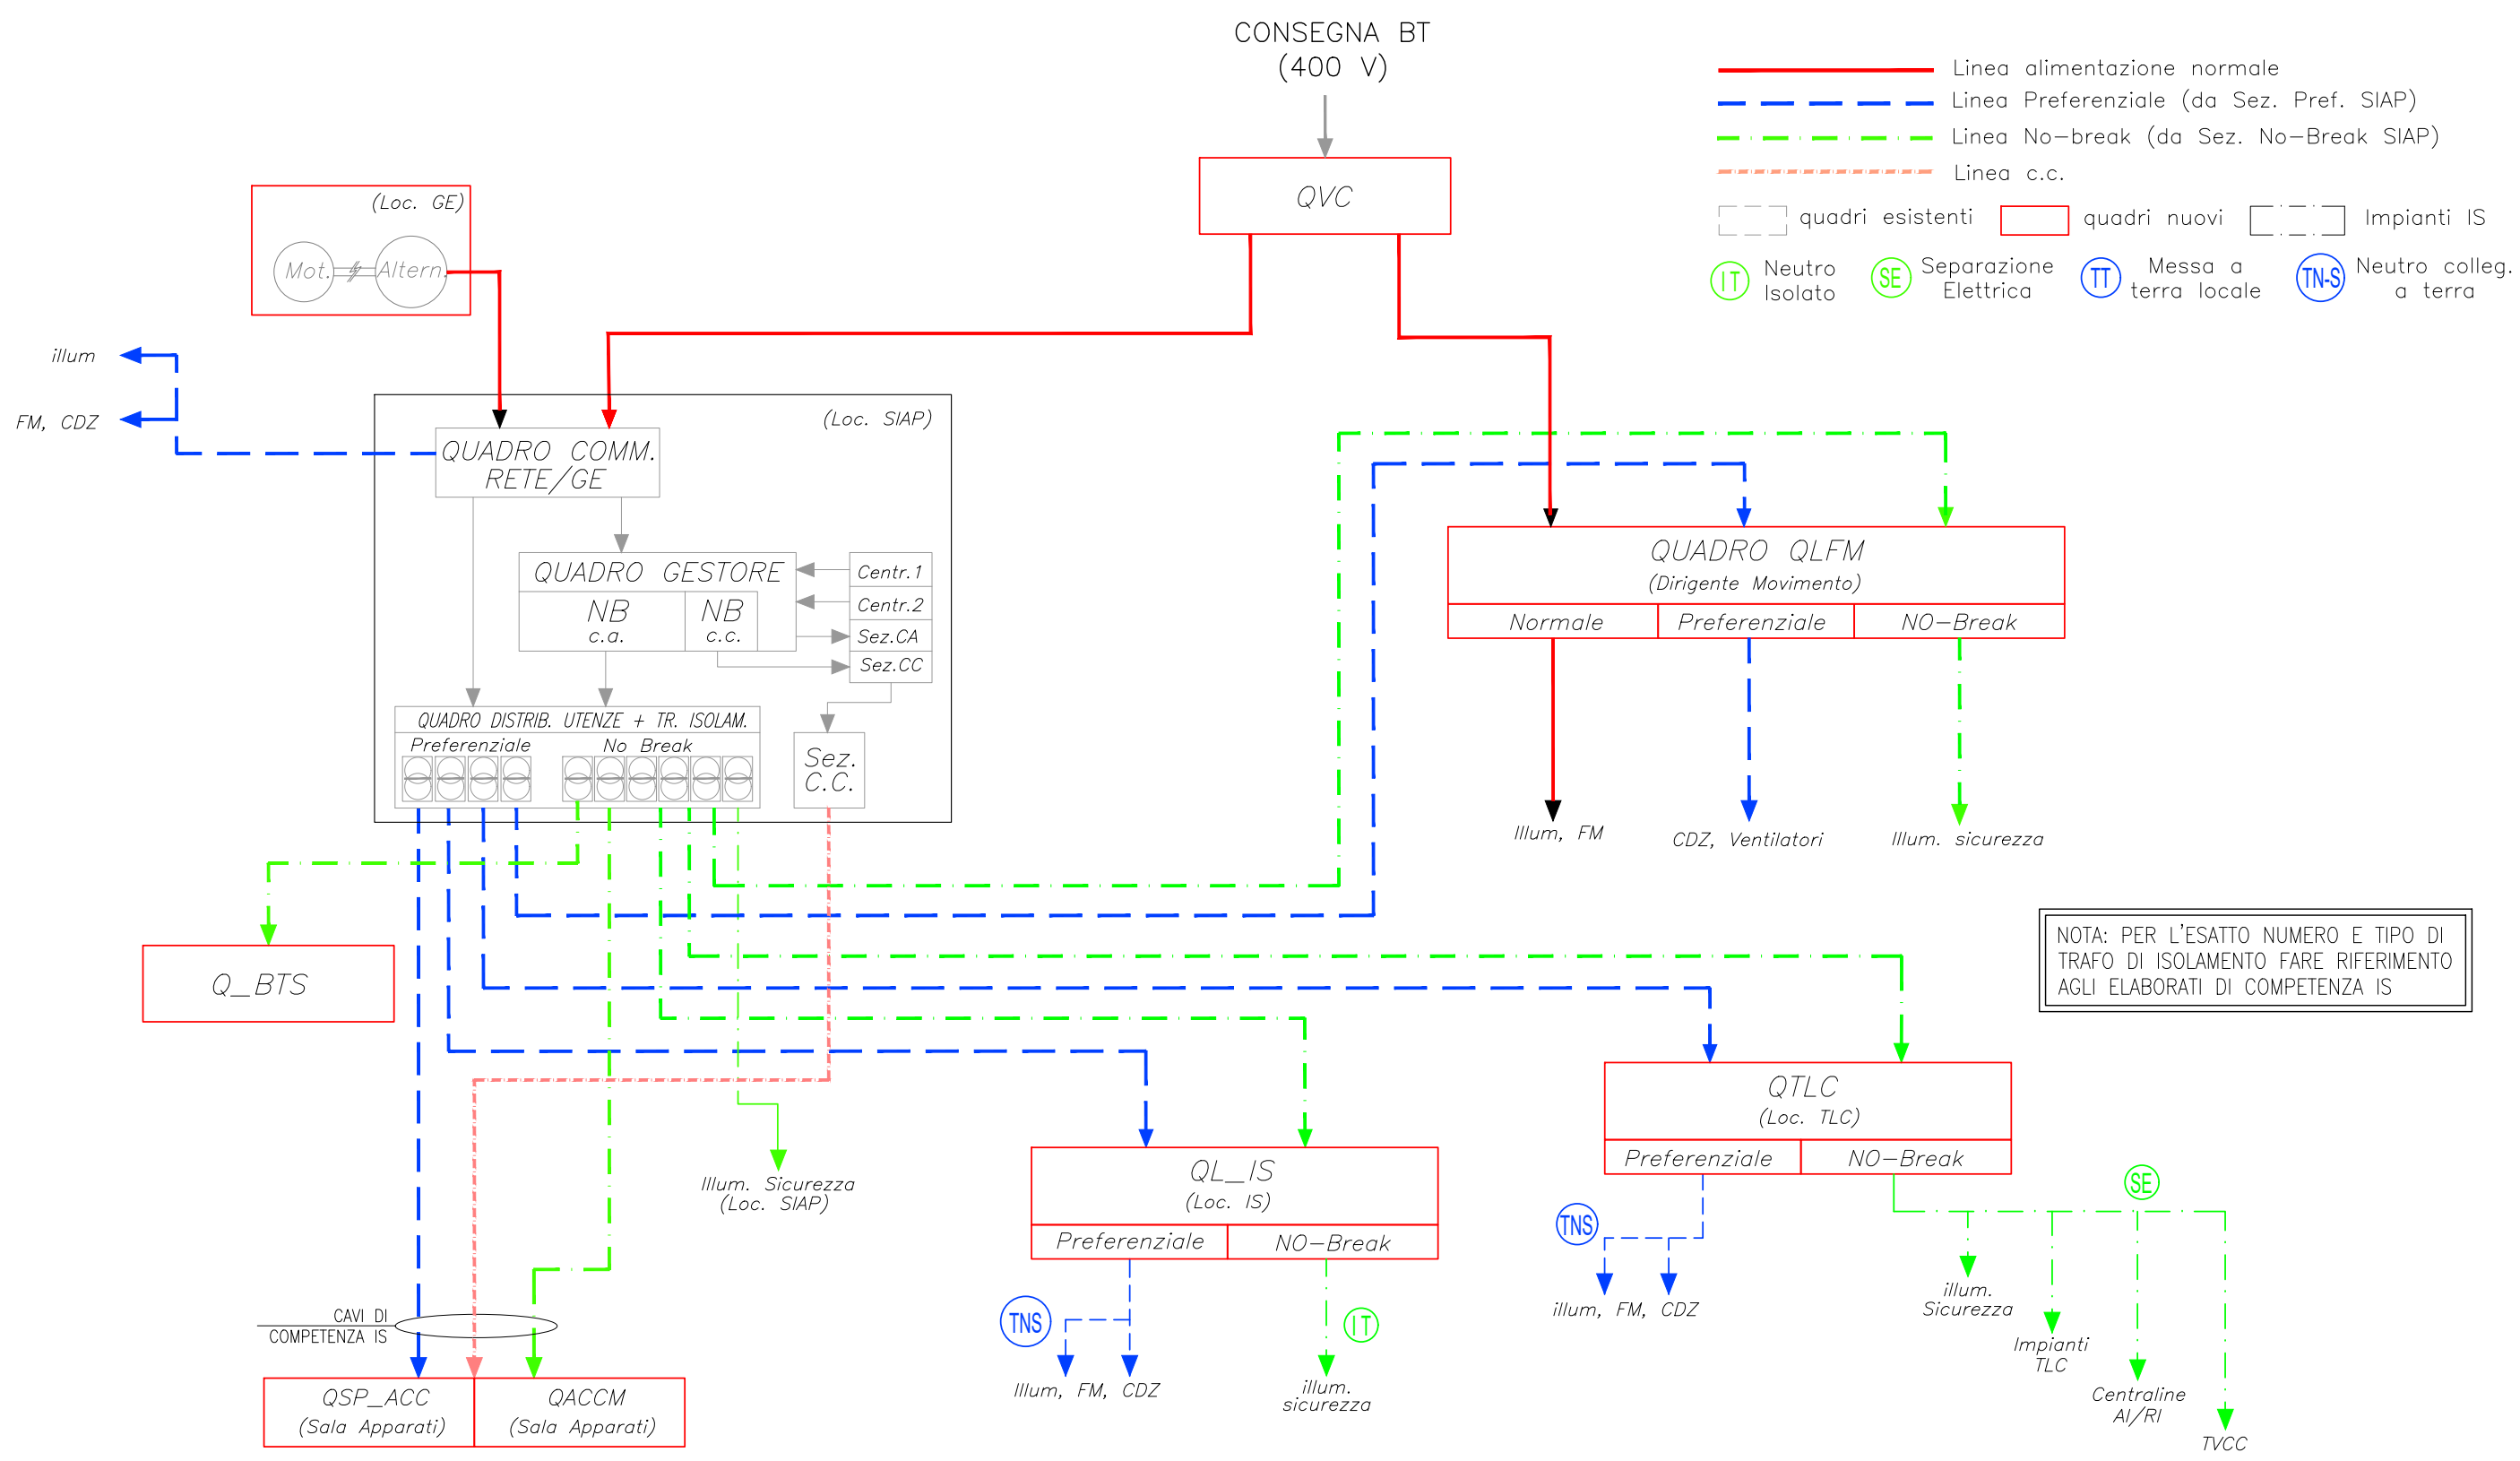 CONSEGNA BT
(400 V)
QVC
Linea alimentazione normale
Linea Preferenziale (da Sez. Pref. SIAP)
Linea No-break (da Sez. No-Break SIAP)
Linea c.c.
quadri esistenti
quadri nuovi
Impianti IS
IT
Neutro
Isolato
SE
Separazione
Elettrica
TT
Messa a
terra locale
TN-S
Neutro colleg.
a terra
(Loc. GE)
Mot.
Altern.
illum
FM, CDZ
(Loc. SIAP)
QUADRO COMM.
RETE/GE
QUADRO GESTORE
NB
c.a.
NB
c.c.
Centr.1
Centr.2
Sez.CA
Sez.CC
QUADRO DISTRIB. UTENZE + TR. ISOLAM.
Preferenziale
No Break
Sez.
C.C.
QUADRO QLFM
(Dirigente Movimento)
Normale
Preferenziale
NO-Break
Illum, FM
CDZ, Ventilatori
Illum. sicurezza
NOTA: PER L'ESATTO NUMERO E TIPO DI
TRAFO DI ISOLAMENTO FARE RIFERIMENTO
AGLI ELABORATI DI COMPETENZA IS
Q_BTS
Illum. Sicurezza
(Loc. SIAP)
QL_IS
(Loc. IS)
Preferenziale
NO-Break
TNS
IT
Illum, FM, CDZ
illum.
sicurezza
QTLC
(Loc. TLC)
Preferenziale
NO-Break
TNS
SE
illum, FM, CDZ
illum.
Sicurezza
Impianti
TLC
Centraline
AI/RI
TVCC
CAVI DI
COMPETENZA IS
QSP_ACC
(Sala Apparati)
QACCM
(Sala Apparati)